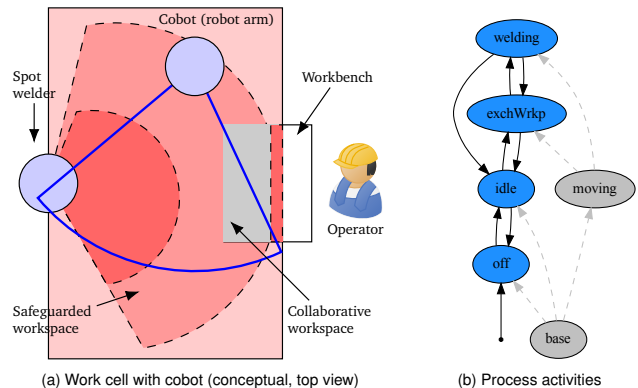 Cobot (robot arm)
Spot
welder
Workbench
Operator
Safeguarded
workspace
Collaborative
workspace
(a) Work cell with cobot (conceptual, top view)
welding
exchWrkp
idle
moving
off
base
(b) Process activities